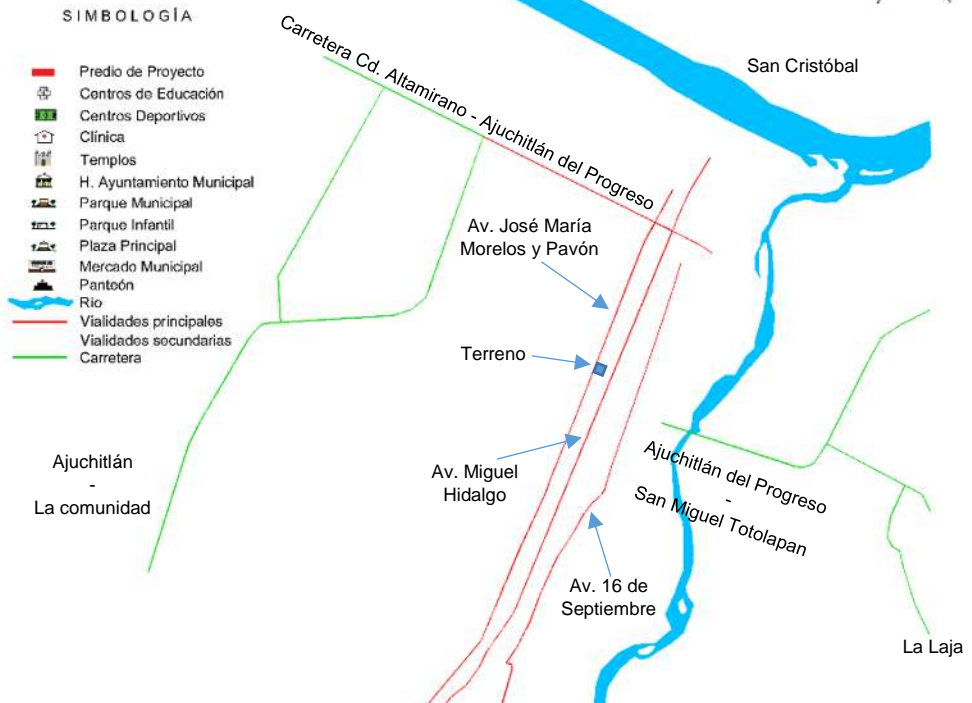 SIMBOLOGÍA
Predio de Proyecto
Centros de Educación
Centros Deportivos
Clínica
Templos
H. Ayuntamiento Municipal
Parque Municipal
Parque Infantil
Plaza Principal
Mercado Municipal
Panteón
Río
Vialidades principales
Vialidades secundarias
Carretera
Carretera Cd. Altamirano - Ajuchitlán del Progreso
San Cristóbal
Av. José María
Morelos y Pavón
Terreno
Av. Miguel
Hidalgo
Ajuchitlán
-
La comunidad
Ajuchitlán del Progreso
-
San Miguel Totolapan
Av. 16 de
Septiembre
La Laja